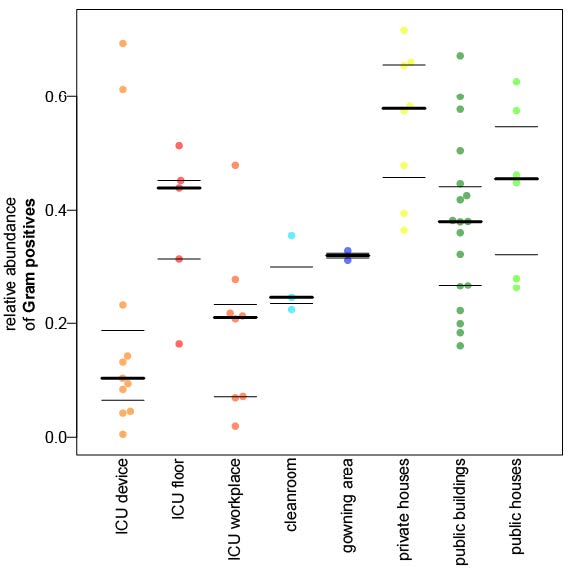 relative abundance
of Gram positives
0.6
0.4
0.2
0.0
ICU device
ICU floor
ICU workplace
cleanroom
gowning area
private houses
public buildings
public houses